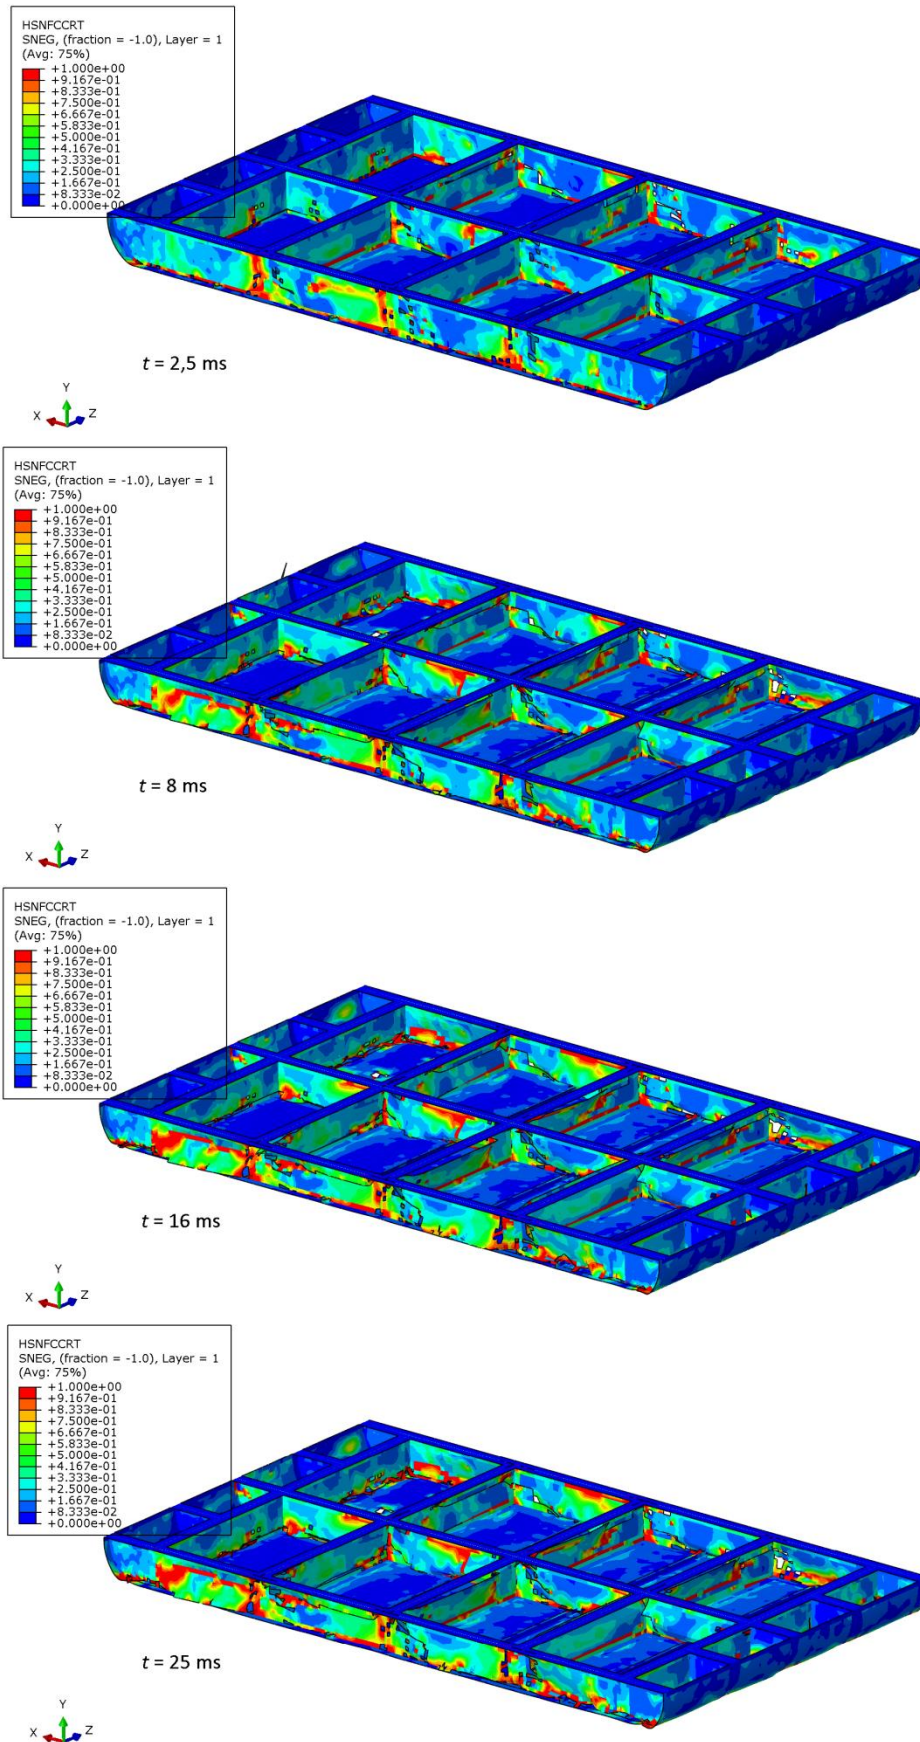 HSNFCCRT
SNEG, (fraction = -1.0), Layer = 1
(Avg: 75%)
+1.000e+00
+9.167e-01
+8.333e-01
+7.500e-01
+6.667e-01
+5.833e-01
+5.000e-01
+4.167e-01
+3.333e-01
+2.500e-01
+1.667e-01
+8.333e-02
+0.000e+00
t = 2,5 ms
Y
X Z
HSNFCCRT
SNEG, (fraction = -1.0), Layer = 1
(Avg: 75%)
+1.000e+00
+9.167e-01
+8.333e-01
+7.500e-01
+6.667e-01
+5.833e-01
+5.000e-01
+4.167e-01
+3.333e-01
+2.500e-01
+1.667e-01
+8.333e-02
+0.000e+00
t = 8 ms
Y
X Z
HSNFCCRT
SNEG, (fraction = -1.0), Layer = 1
(Avg: 75%)
+1.000e+00
+9.167e-01
+8.333e-01
+7.500e-01
+6.667e-01
+5.833e-01
+5.000e-01
+4.167e-01
+3.333e-01
+2.500e-01
+1.667e-01
+8.333e-02
+0.000e+00
t = 16 ms
Y
X Z
HSNFCCRT
SNEG, (fraction = -1.0), Layer = 1
(Avg: 75%)
+1.000e+00
+9.167e-01
+8.333e-01
+7.500e-01
+6.667e-01
+5.833e-01
+5.000e-01
+4.167e-01
+3.333e-01
+2.500e-01
+1.667e-01
+8.333e-02
+0.000e+00
t = 25 ms
Y
X Z